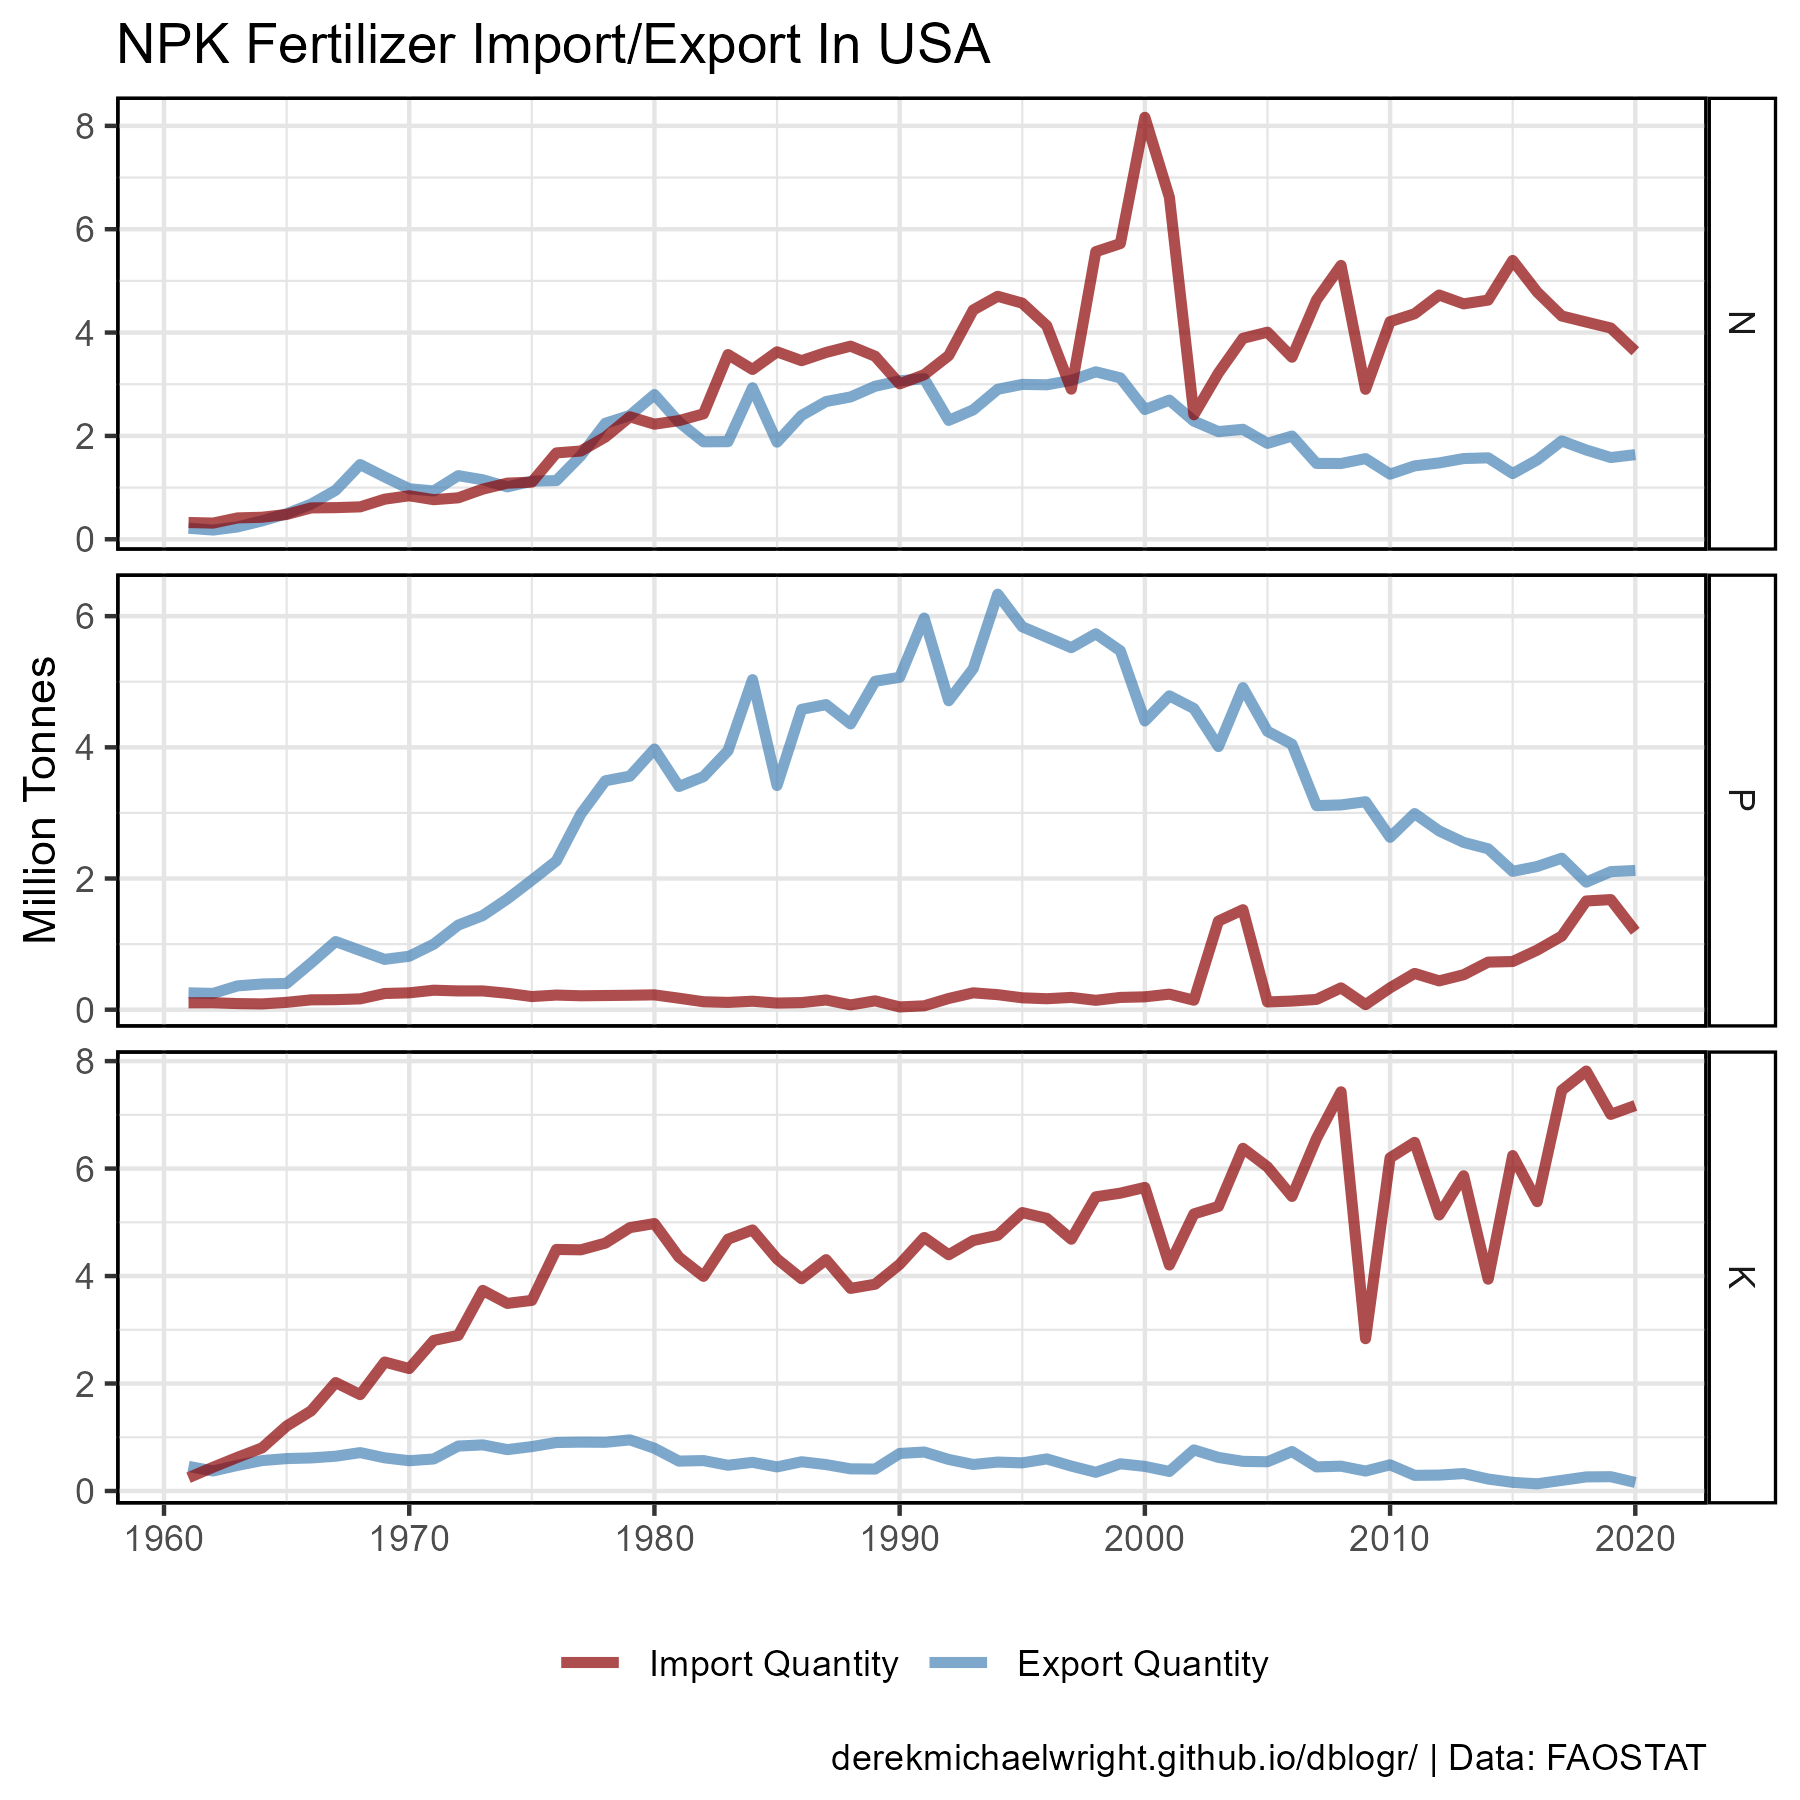 NPK Fertilizer Import/Export In USA
8
6
4
2
0
N
Million Tonnes
6
4
2
0
P
8
6
4
2
0
K
1960 1970 1980 1990 2000 2010 2020
Import Quantity Export Quantity
derekmichaelwright.github.io/dblogr/ | Data: FAOSTAT